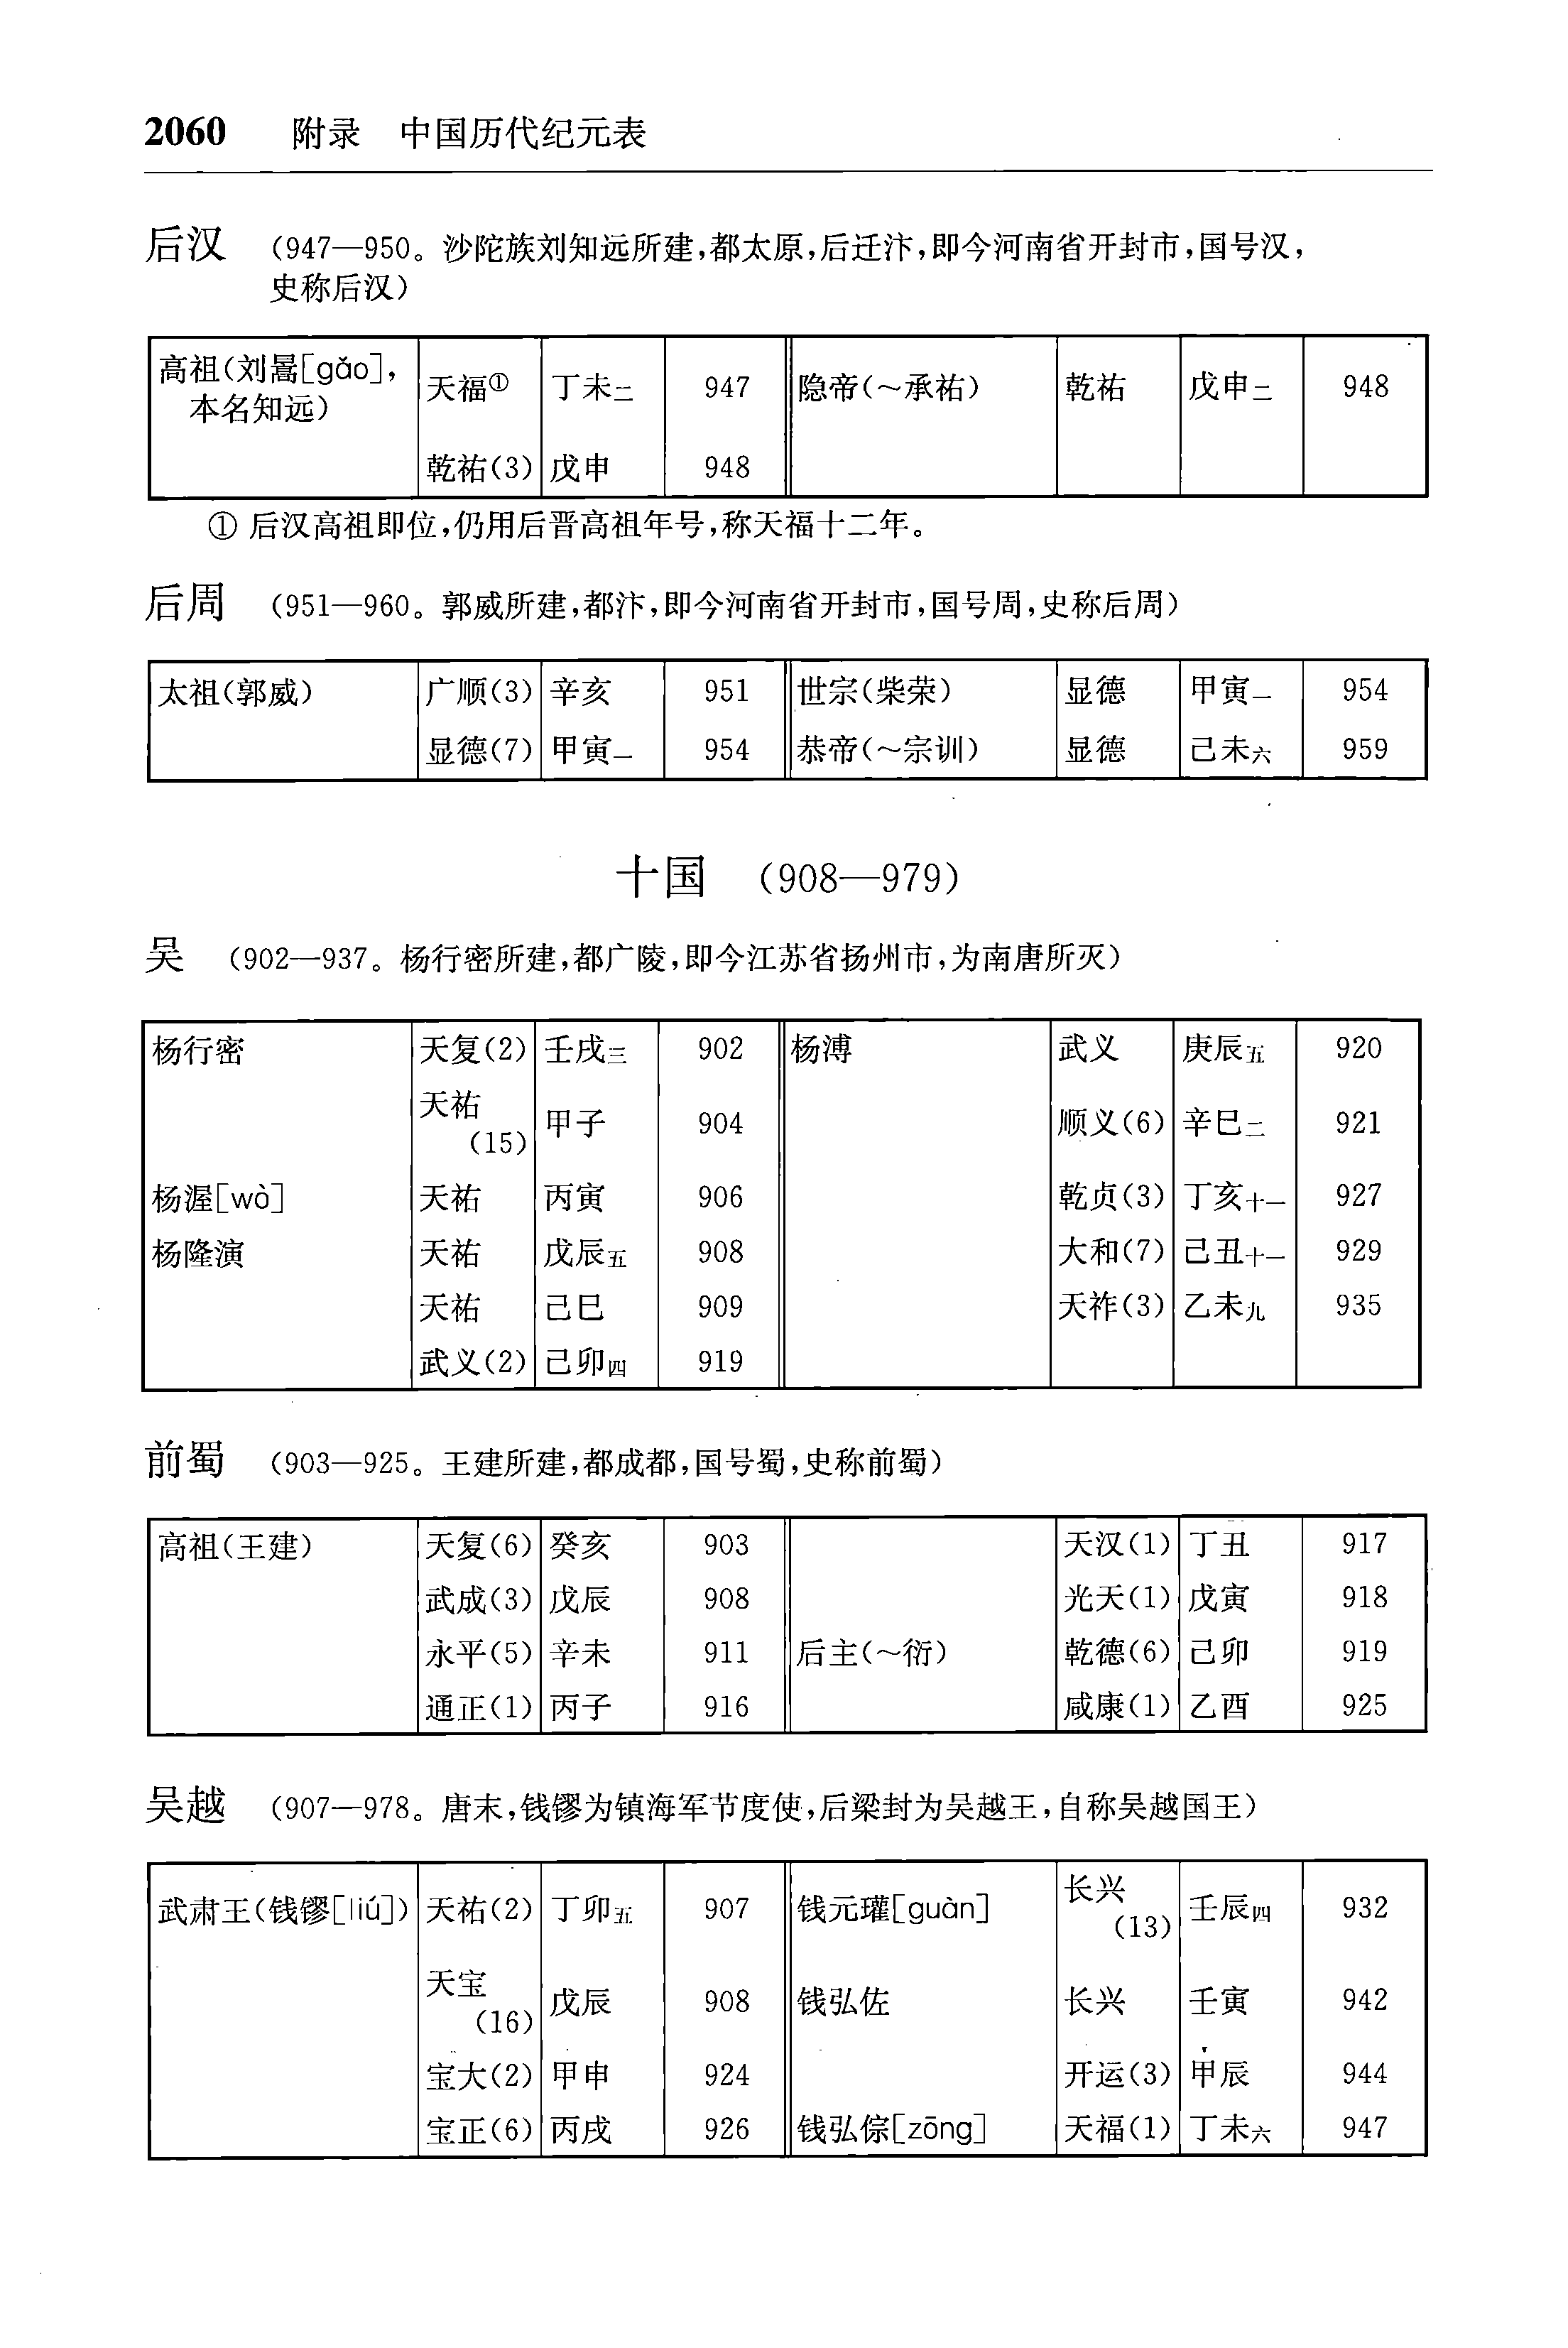 2060 附录 中国历代纪元表
后汉 (947—950。沙陀族刘知远所建,都太原,后迁汴,即今河南省开封市,国号汉,
史称后汉)
高祖(刘暠[gǎo], 天福① 丁未二 947 隐帝(~承祐) 乾祐 戊申二 948
本名知远)
乾祐(3) 戊申 948
① 后汉高祖即位,仍用后晋高祖年号,称天福十二年。
后周 (951—960。郭威所建,都汴,即今河南省开封市,国号周,史称后周)
太祖(郭威) 广顺(3) 辛亥 951 世宗(柴荣) 显德 甲寅一 954
显德(7) 甲寅一 954 恭帝(~宗训) 显德 己未六 959
十国 (908—979)
吴 (902—937。杨行密所建,都广陵,即今江苏省扬州市,为南唐所灭)
杨行密 天复(2) 壬戌三 902 杨溥 武义 庚辰五 920
天祐
(15) 甲子 904 顺义(6) 辛巳二 921
杨渥[wò] 天祐 丙寅 906 乾贞(3) 丁亥十一 927
杨隆演 天祐 戊辰五 908 大和(7) 己丑十一 929
天祐 己巳 909 天祚(3) 乙未九 935
武义(2) 己卯四 919
前蜀 (903—925。王建所建,都成都,国号蜀,史称前蜀)
高祖(王建) 天复(6) 癸亥 903 天汉(1) 丁丑 917
武成(3) 戊辰 908 光天(1) 戊寅 918
永平(5) 辛未 911 后主(~衍) 乾德(6) 己卯 919
通正(1) 丙子 916 咸康(1) 乙酉 925
吴越 (907—978。唐末,钱镠为镇海军节度使,后梁封为吴越王,自称吴越国王)
武肃王(钱镠[liú]) 天祐(2) 丁卯五 907 钱元瓘[guàn] 长兴
(13) 壬辰四 932
天宝
(16) 戊辰 908 钱弘佐 长兴 壬寅 942
宝大(2) 甲申 924 开运(3) 甲辰 944
宝正(6) 丙戌 926 钱弘倧[zōng] 天福(1) 丁未六 947